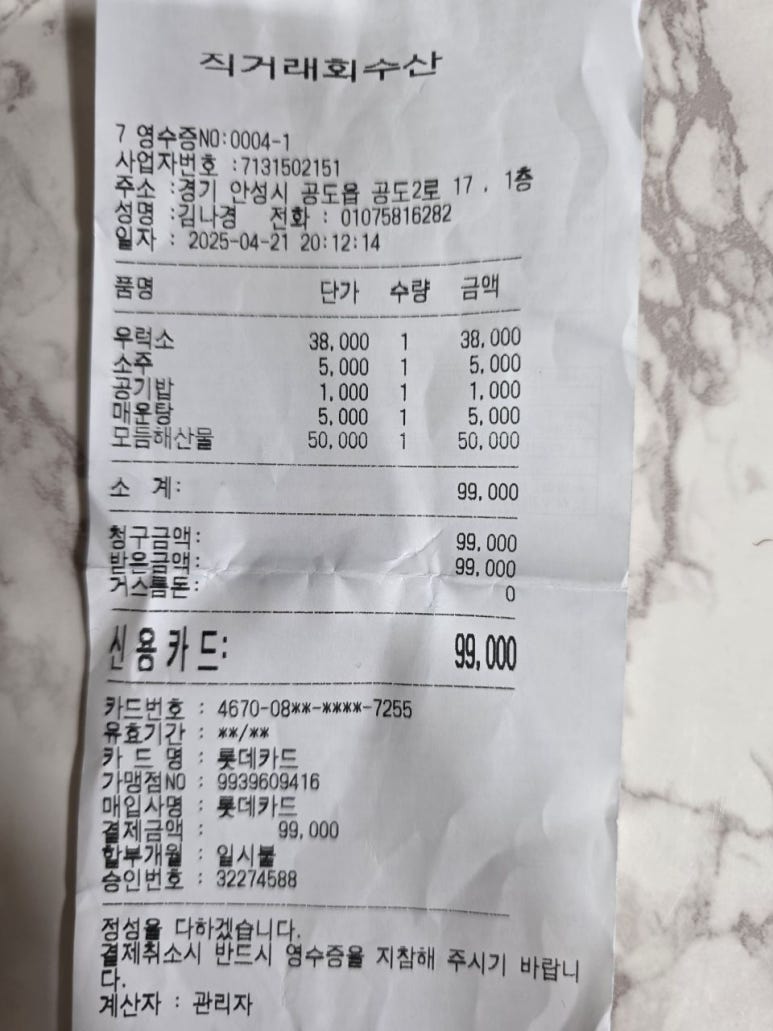 직거래회수산
7 영수증NO:0004-1
사업자번호 :7131502151
주소 :경기 안성시 공도읍 공도2로 17 , 1층
성명 :김나경 전화 : 01075816282
일자 : 2025-04-21 20:12:14
품명 단가 수량 금액
우럭소 38,000 1 38,000
소주 5,000 1 5,000
공기밥 1,000 1 1,000
매운탕 5,000 1 5,000
모듬해산물 50,000 1 50,000
소 계: 99,000
청구금액: 99,000
받은금액: 99,000
거스름돈: 0
신용카드: 99,000
카드번호 : 4670-08**-****-7255
유효기간 : **/**
카 드 명 : 롯데카드
가맹점NO : 9939609416
매입사명 : 롯데카드
결제금액 : 99,000
할부개월 : 일시불
승인번호 : 32274588
정성을 다하겠습니다.
결제취소시 반드시 영수증을 지참해 주시기 바랍니
다.
계산자 : 관리자